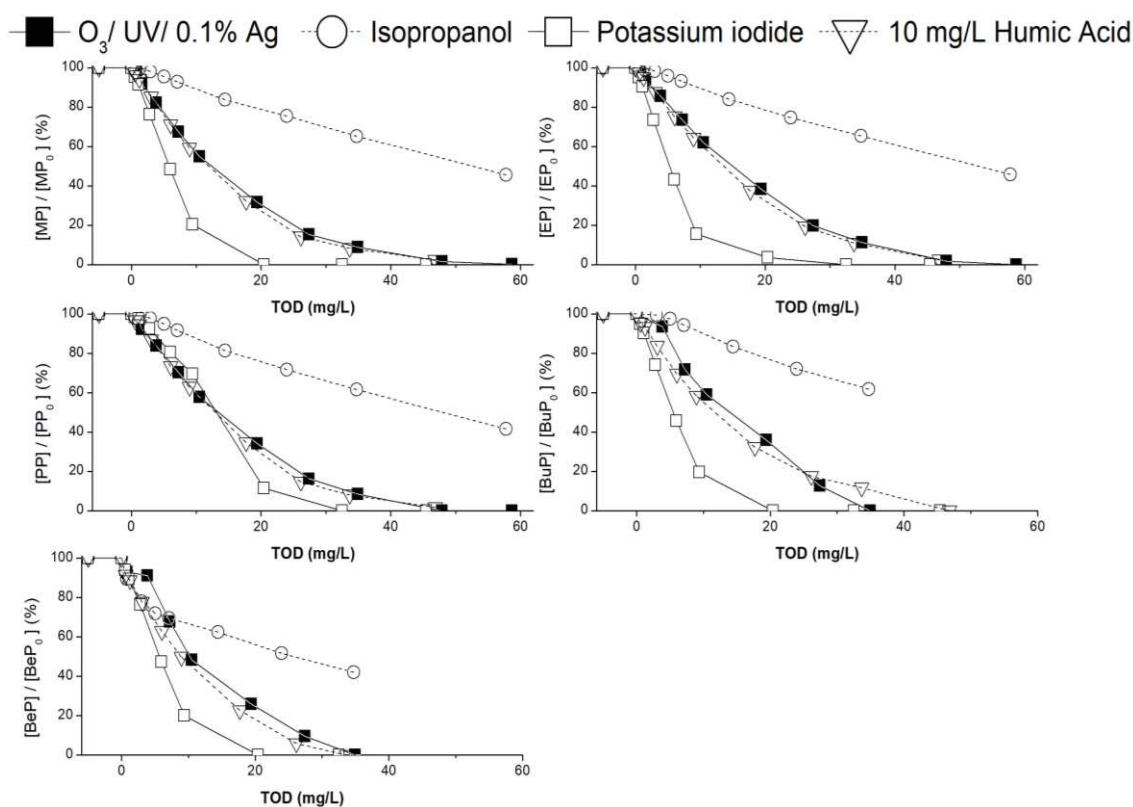 O3/ UV/ 0.1% Ag Isopropanol Potassium iodide 10 mg/L Humic Acid
[MP] / [MP0] (%)
100
80
60
40
20
0
0 20 40 60
TOD (mg/L)
[EP] / [EP0] (%)
100
80
60
40
20
0
0 20 40 60
TOD (mg/L)
[PP] / [PP0] (%)
100
80
60
40
20
0
0 20 40 60
TOD (mg/L)
[BuP] / [BuP0] (%)
100
80
60
40
20
0
0 20 40 60
TOD (mg/L)
[BeP] / [BeP0] (%)
100
80
60
40
20
0
0 20 40 60
TOD (mg/L)